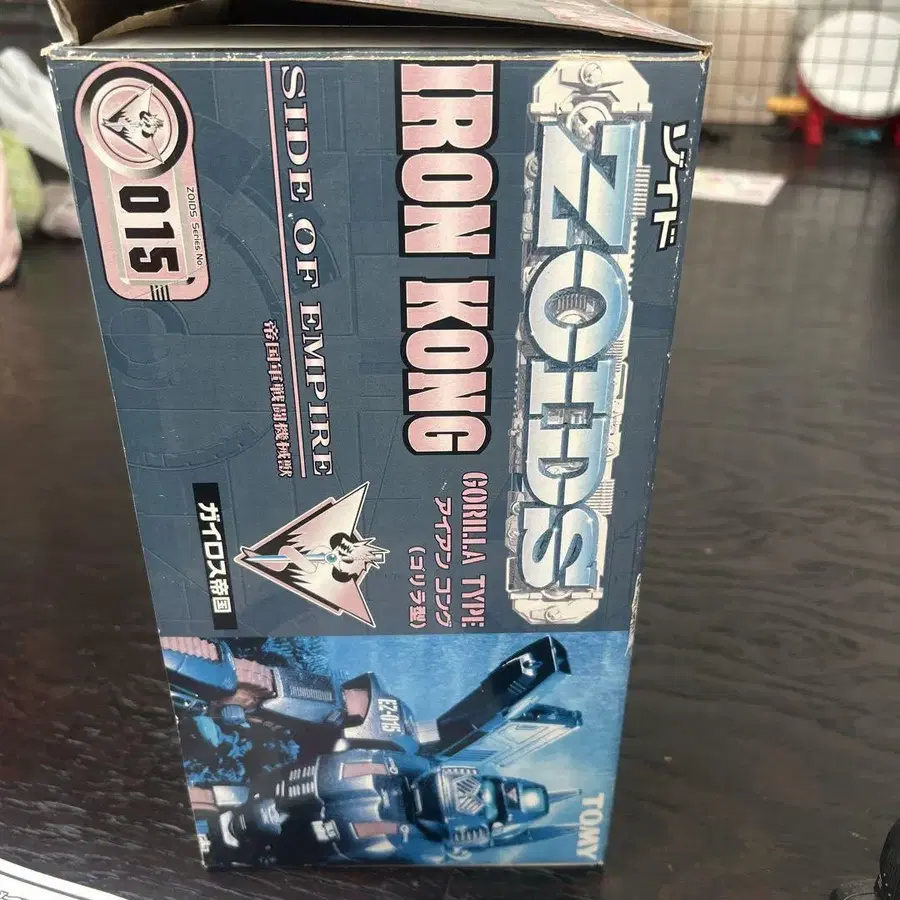 ゾイド
ZOIDS
IRON KONG
GORILLA TYPE
アイアン コング
(ゴリラ型)
SIDE OF EMPIRE
帝国軍戦闘機械獣
ガイロス帝国
ZOIDS Series No.
015
EZ-015
TOMY